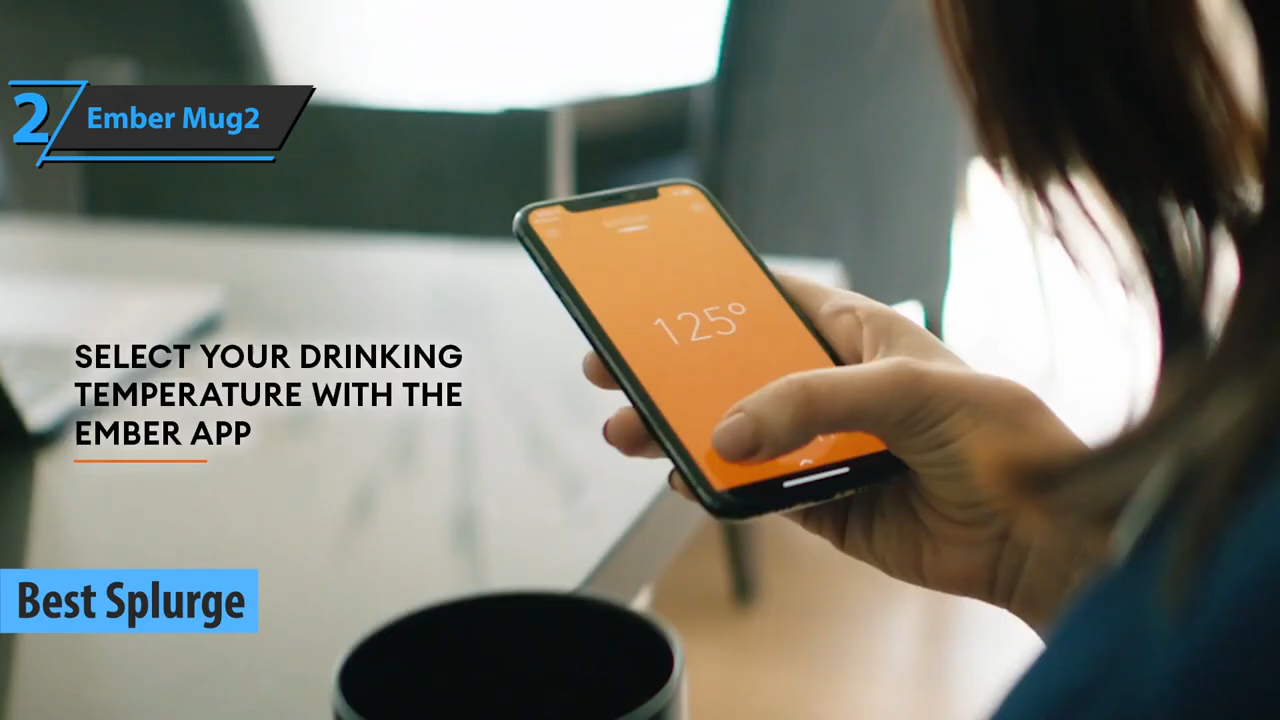 2 Ember Mug2
125°
SELECT YOUR DRINKING
TEMPERATURE WITH THE
EMBER APP
Best Splurge